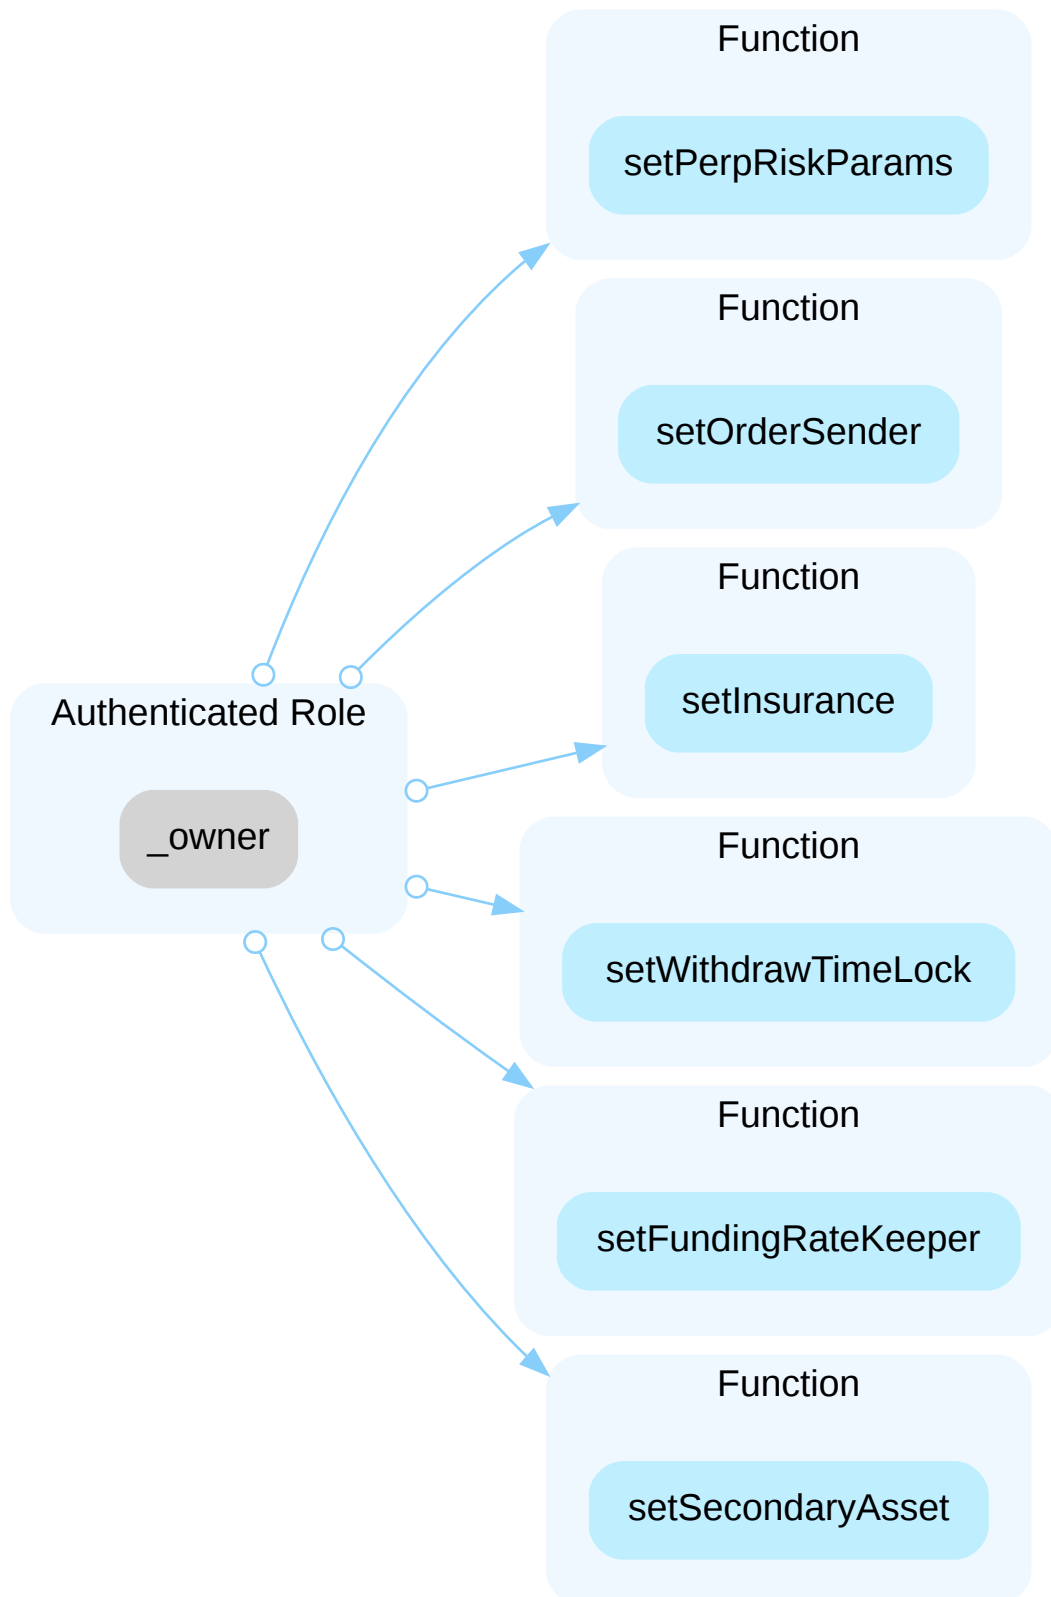 Function
setPerpRiskParams
Function
setOrderSender
Function
setInsurance
Authenticated Role
_owner
Function
setWithdrawTimeLock
Function
setFundingRateKeeper
Function
setSecondaryAsset